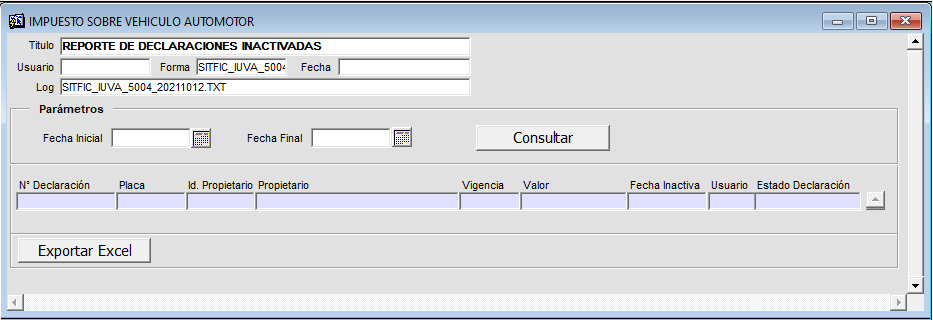 IMPUESTO SOBRE VEHICULO AUTOMOTOR
Titulo REPORTE DE DECLARACIONES INACTIVADAS
Usuario Forma SITFIC_IUVA_5004 Fecha
Log SITFIC_IUVA_5004_20211012.TXT
Parámetros
Fecha Inicial Fecha Final Consultar
N° Declaración Placa Id. Propietario Propietario Vigencia Valor Fecha Inactiva Usuario Estado Declaración
Exportar Excel